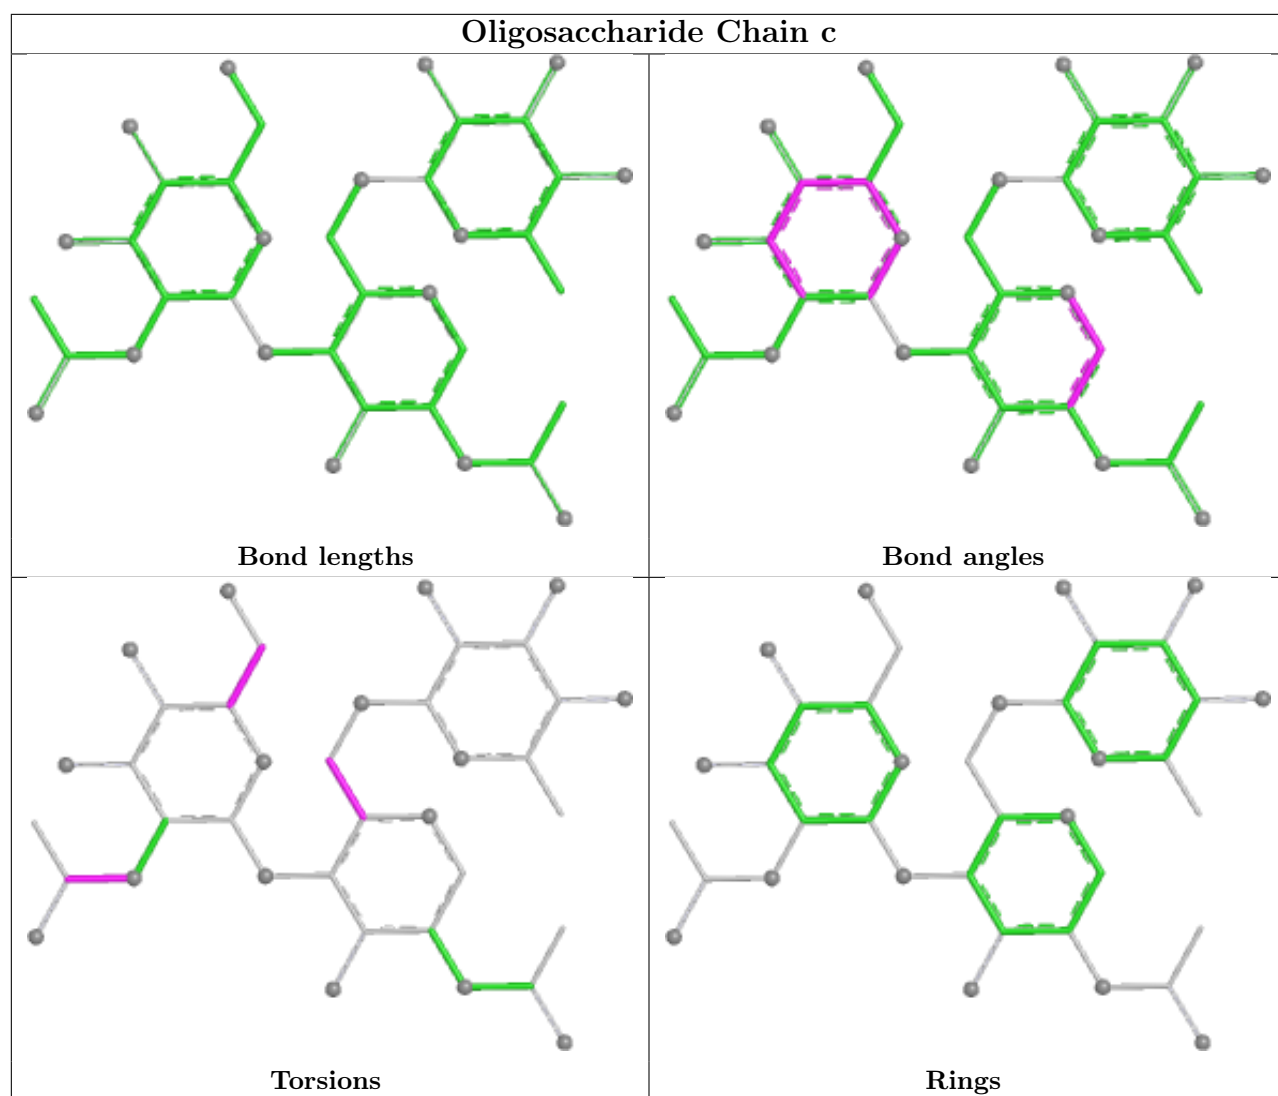 Oligosaccharide Chain c
Bond lengths
Bond angles
Torsions
Rings